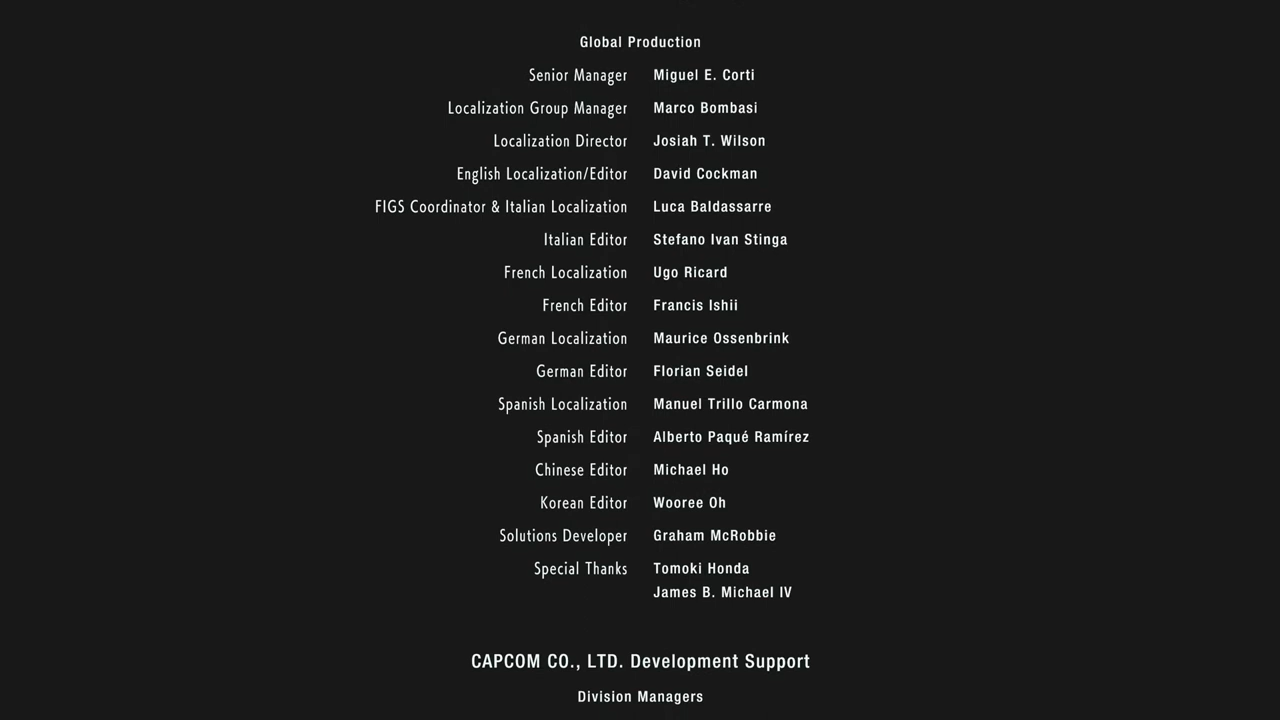 Global Production
Senior Manager Miguel E. Corti
Localization Group Manager Marco Bombasi
Localization Director Josiah T. Wilson
English Localization/Editor David Cockman
FIGS Coordinator & Italian Localization Luca Baldassarre
Italian Editor Stefano Ivan Stinga
French Localization Ugo Ricard
French Editor Francis Ishii
German Localization Maurice Ossenbrink
German Editor Florian Seidel
Spanish Localization Manuel Trillo Carmona
Spanish Editor Alberto Paqué Ramírez
Chinese Editor Michael Ho
Korean Editor Wooree Oh
Solutions Developer Graham McRobbie
Special Thanks Tomoki Honda
James B. Michael IV
CAPCOM CO., LTD. Development Support
Division Managers